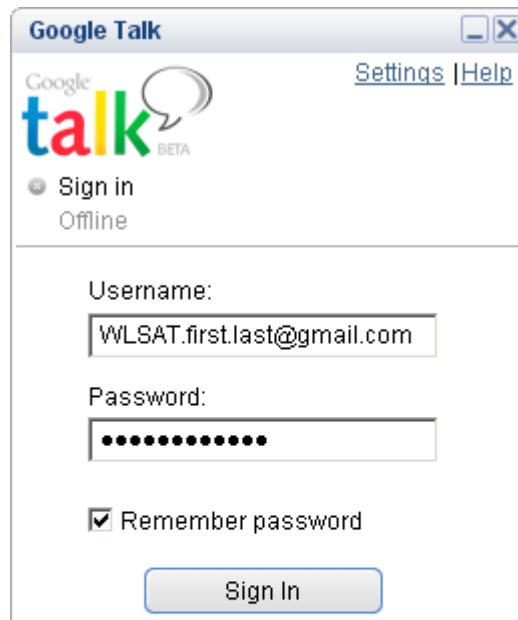 Google Talk
Settings |Help
Google
talk
BETA
Sign in
Offline
Username:
WLSAT.first.last@gmail.com
Password:
••••••••••••
Remember password
Sign In